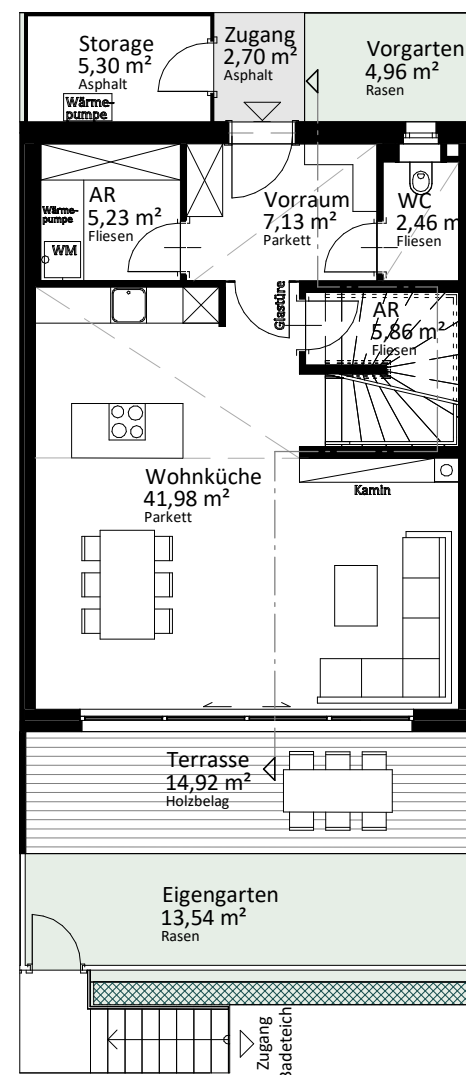 Storage
5,30 m²
Asphalt
Wärme-
pumpe
Zugang
2,70 m²
Asphalt
Vorgarten
4,96 m²
Rasen
AR
5,23 m²
Fliesen
Wärme-
pumpe
WM
Vorraum
7,13 m²
Parkett
WC
2,46 m
Fliesen
Glastüre
AR
5,86 m²
Fliesen
Wohnküche
41,98 m²
Parkett
Kamin
Terrasse
14,92 m²
Holzbelag
Eigengarten
13,54 m²
Rasen
Zugang
Badeteich